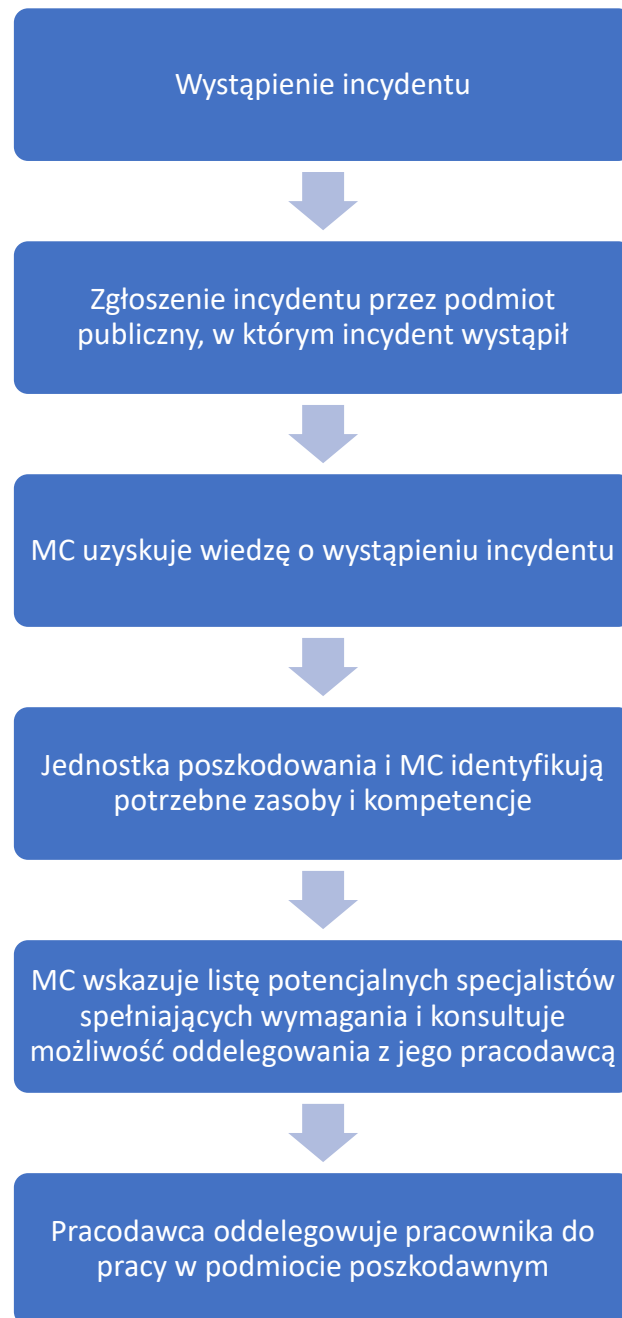 Wystąpienie incydentu
Zgłoszenie incydentu przez podmiot
publiczny, w którym incydent wystąpił
MC uzyskuje wiedzę o wystąpieniu incydentu
Jednostka poszkodowania i MC identyfikują
potrzebne zasoby i kompetencje
MC wskazuje listę potencjalnych specjalistów
spełniających wymagania i konsultuje
możliwość oddelegowania z jego pracodawcą
Pracodawca oddelegowuje pracownika do
pracy w podmiocie poszkodawnym